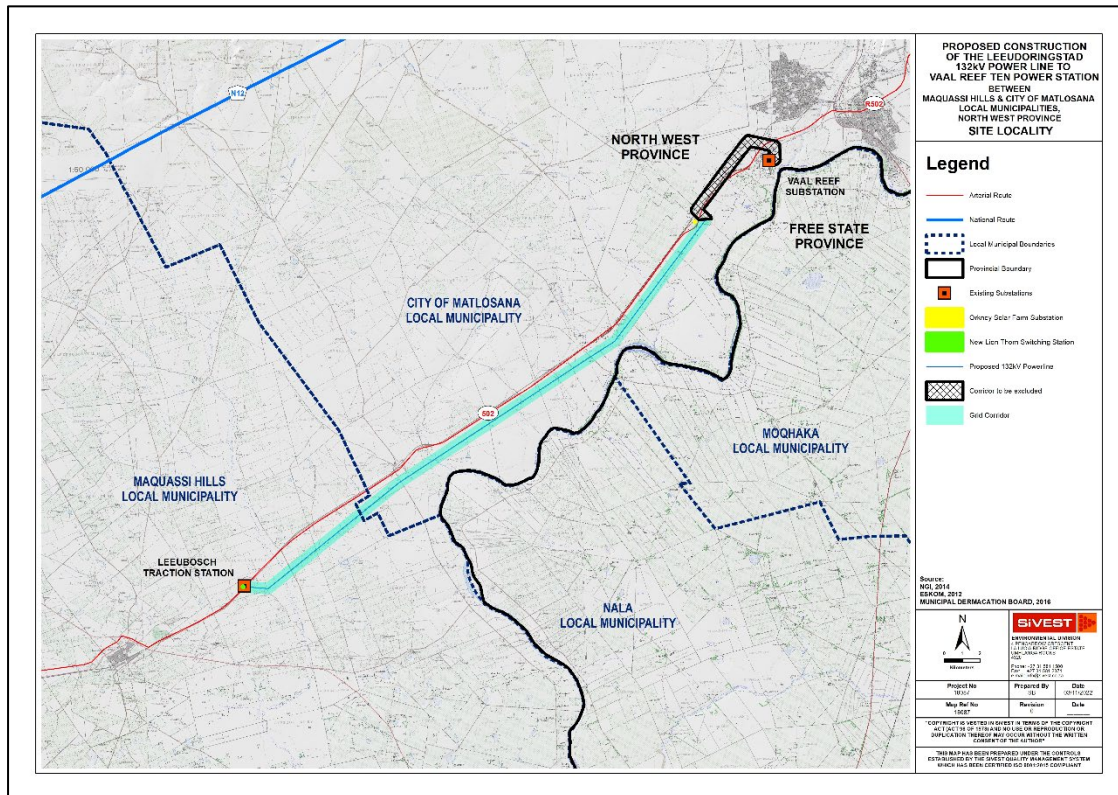 N12
R502
NORTH WEST
PROVINCE
VAAL REEF
SUBSTATION
FREE STATE
PROVINCE
CITY OF MATLOSANA
LOCAL MUNICIPALITY
502
MOQHAKA
LOCAL MUNICIPALITY
MAQUASSI HILLS
LOCAL MUNICIPALITY
LEEUBOSCH
TRACTION STATION
NALA
LOCAL MUNICIPALITY
PROPOSED CONSTRUCTION
OF THE LEEUDORINGSTAD
132kV POWER LINE TO
VAAL REEF TEN POWER STATION
BETWEEN
MAQUASSI HILLS & CITY OF MATLOSANA
LOCAL MUNICIPALITIES,
NORTH WEST PROVINCE
SITE LOCALITY
Legend
Arterial Route
National Route
Local Municipal Boundaries
Provincial Boundary
Existing Substations
Orkney Solar Farm Substation
New Lion Thorn Switching Station
Proposed 132kV Powerline
Corridor to be excluded
Grid Corridor
Source:
NGI, 2014
ESKOM, 2012
MUNICIPAL DERMACATION BOARD, 2016
N
Kilometers
SiVEST
ENVIRONMENTAL DIVISION
Project No
Prepared By
Date
Map Ref No
Revision
Date
"COPYRIGHT IS VESTED IN SIVEST IN TERMS OF THE COPYRIGHT
ACT (ACT 98 OF 1978) AND NO USE OR REPRODUCTION OR
DUPLICATION THEREOF MAY OCCUR WITHOUT THE WRITTEN
CONSENT OF THE AUTHOR"
THIS MAP HAS BEEN PREPARED UNDER THE CONTROLS
ESTABLISHED BY THE SIVEST QUALITY MANAGEMENT SYSTEM
WHICH HAS BEEN CERTIFIED ISO 9001:2015 COMPLIANT